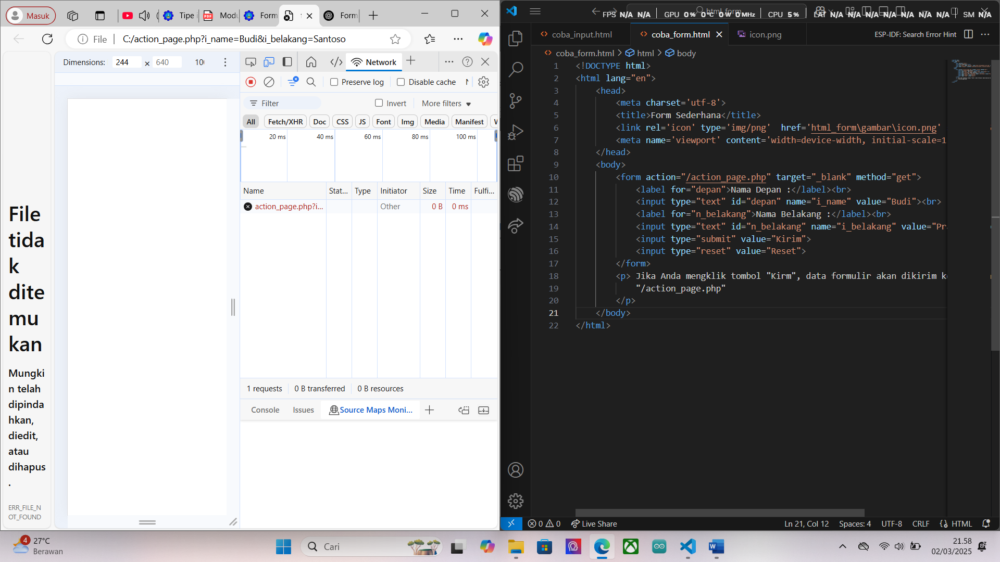 Masuk
Tipe i
Modu
Form
Form
File
C:/action_page.php?i_name=Budi&i_belakang=Santoso
Dimensions: 244 × 640 10
Network
Preserve log
Disable cache
Filter
Invert
More filters
All
Fetch/XHR
Doc
CSS
JS
Font
Img
Media
Manifest
20 ms
40 ms
60 ms
80 ms
100 ms
Name
Stat...
Type
Initiator
Size
Time
Fulfi...
action_page.php?i...
Other
0 B
0 ms
1 requests
0 B transferred
0 B resources
Console
Issues
Source Maps Moni...
File
tida
k
dite
mu
kan
Mungki
n telah
dipinda
hkan,
diedit,
atau
dihapus
.
ERR_FILE_N
OT_FOUND
html_form
FPS N/A N/A
GPU 0 % 0 °C 0 W 0 MHz
CPU 5 %
LAT N/A N/A N/A N/A N/A N/A N/A
SM N/A
coba_input.html
coba_form.html
icon.png
ESP-IDF: Search Error Hint
coba_form.html > html > body
1 <!DOCTYPE html>
2 <html lang="en">
3 <head>
4 <meta charset='utf-8'>
5 <title>Form Sederhana</title>
6 <link rel='icon' type='img/png' href='html_form\gambar\icon.png'
7 <meta name='viewport' content='width=device-width, initial-scale=1
8 </head>
9 <body>
10 <form action="/action_page.php" target="_blank" method="get">
11 <label for="depan">Nama Depan :</label><br>
12 <input type="text" id="depan" name="i_name" value="Budi"><br>
13 <label for="n_belakang">Nama Belakang :</label><br>
14 <input type="text" id="n_belakang" name="i_belakang" value="Pr
15 <input type="submit" value="Kirim">
16 <input type="reset" value="Reset">
17 </form>
18 <p> Jika Anda mengklik tombol "Kirm", data formulir akan dikirim k
19 "/action_page.php"
20 </p>
21 </body>
22 </html>
0 0
Live Share
Ln 21, Col 12
Spaces: 4
UTF-8
CRLF
HTML
4
27°C
Berawan
Cari
21.58
02/03/2025